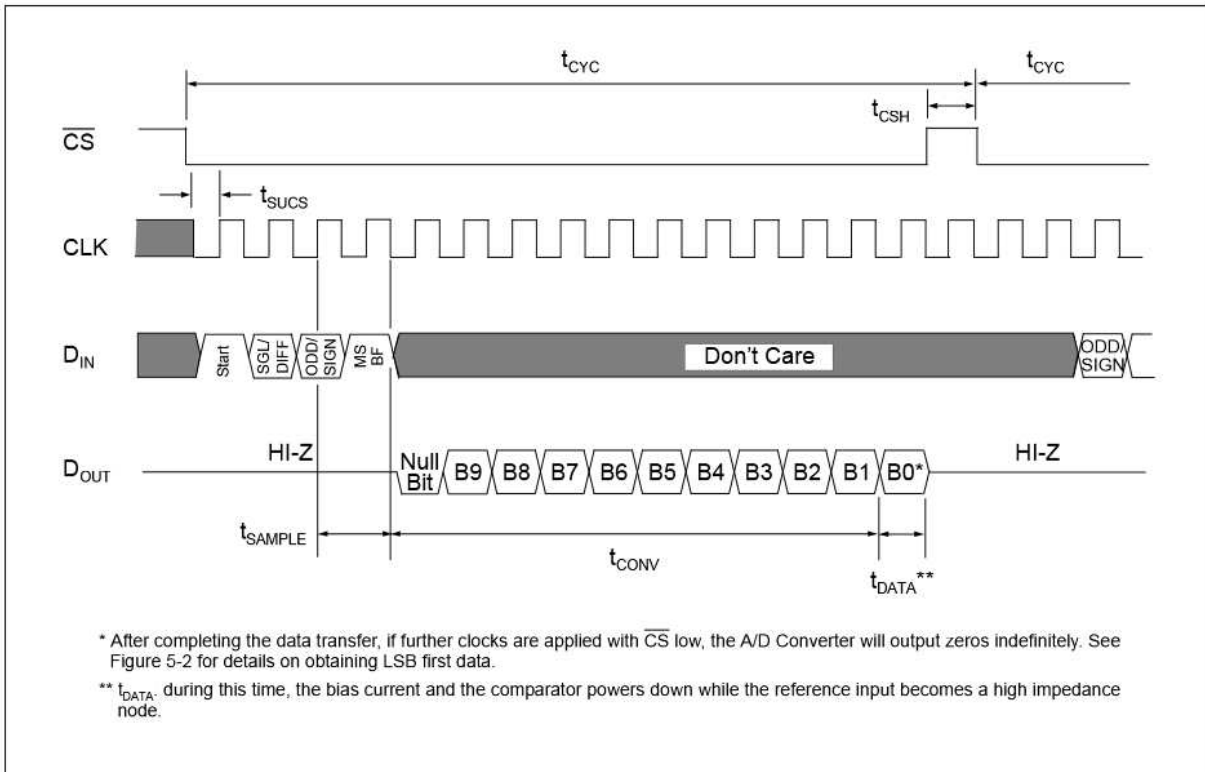 tCYC tCYC
tCSH
CS
tSUCS
CLK
DIN Start SGL/ DIFF ODD/ SIGN MS BF Don't Care ODD/ SIGN
DOUT HI-Z Null Bit B9 B8 B7 B6 B5 B4 B3 B2 B1 B0* HI-Z
tSAMPLE
tCONV
tDATA**
* After completing the data transfer, if further clocks are applied with CS low, the A/D Converter will output zeros indefinitely. See
Figure 5-2 for details on obtaining LSB first data.
** tDATA. during this time, the bias current and the comparator powers down while the reference input becomes a high impedance
node.